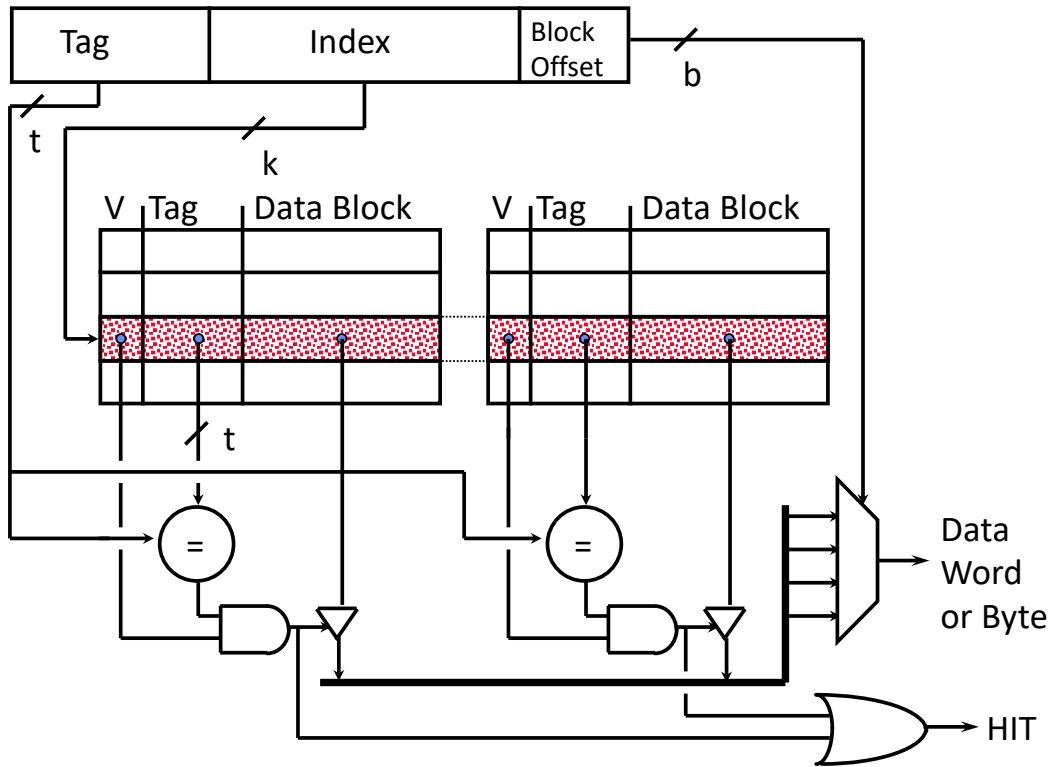 Tag
Index
Block
Offset
b
t
k
V Tag Data Block
V Tag Data Block
t
=
=
Data
Word
or Byte
HIT